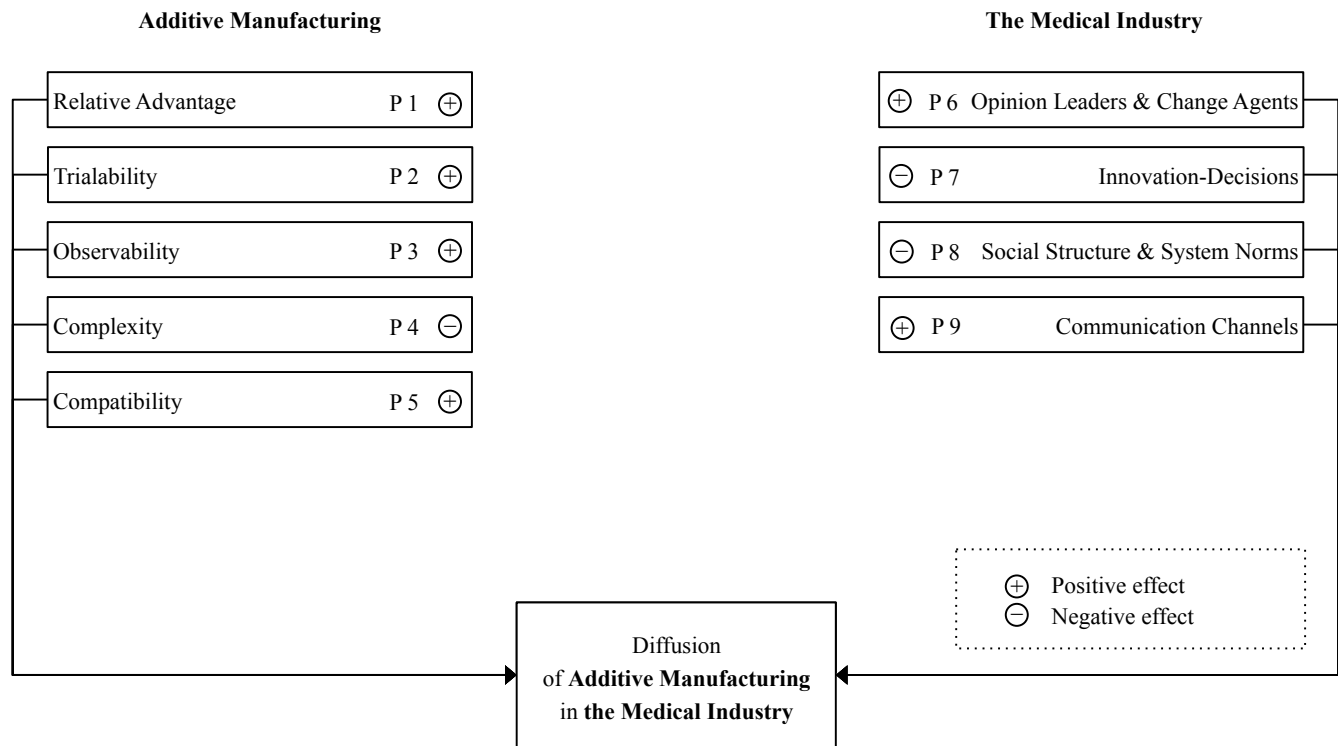 Additive Manufacturing
The Medical Industry
Relative Advantage P 1 +
Trialability P 2 +
Observability P 3 +
Complexity P 4 −
Compatibility P 5 +
+ P 6 Opinion Leaders & Change Agents
− P 7 Innovation-Decisions
− P 8 Social Structure & System Norms
+ P 9 Communication Channels
+ Positive effect
− Negative effect
Diffusion
of Additive Manufacturing
in the Medical Industry